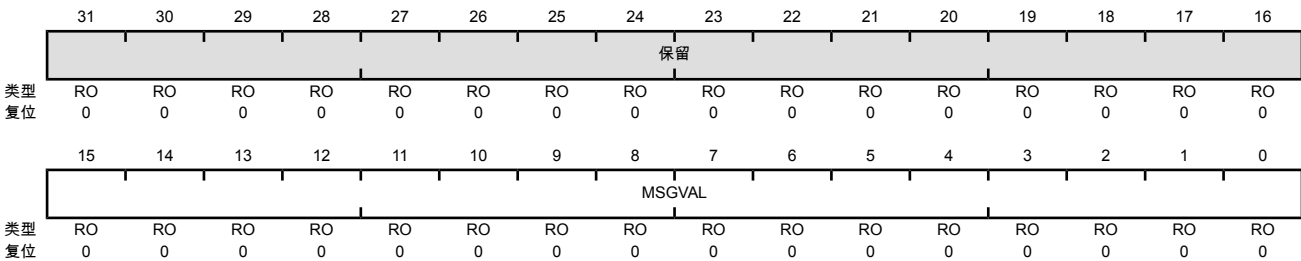 31 30 29 28 27 26 25 24 23 22 21 20 19 18 17 16
保留
类型 RO RO RO RO RO RO RO RO RO RO RO RO RO RO RO RO
复位 0 0 0 0 0 0 0 0 0 0 0 0 0 0 0 0
15 14 13 12 11 10 9 8 7 6 5 4 3 2 1 0
MSGVAL
类型 RO RO RO RO RO RO RO RO RO RO RO RO RO RO RO RO
复位 0 0 0 0 0 0 0 0 0 0 0 0 0 0 0 0